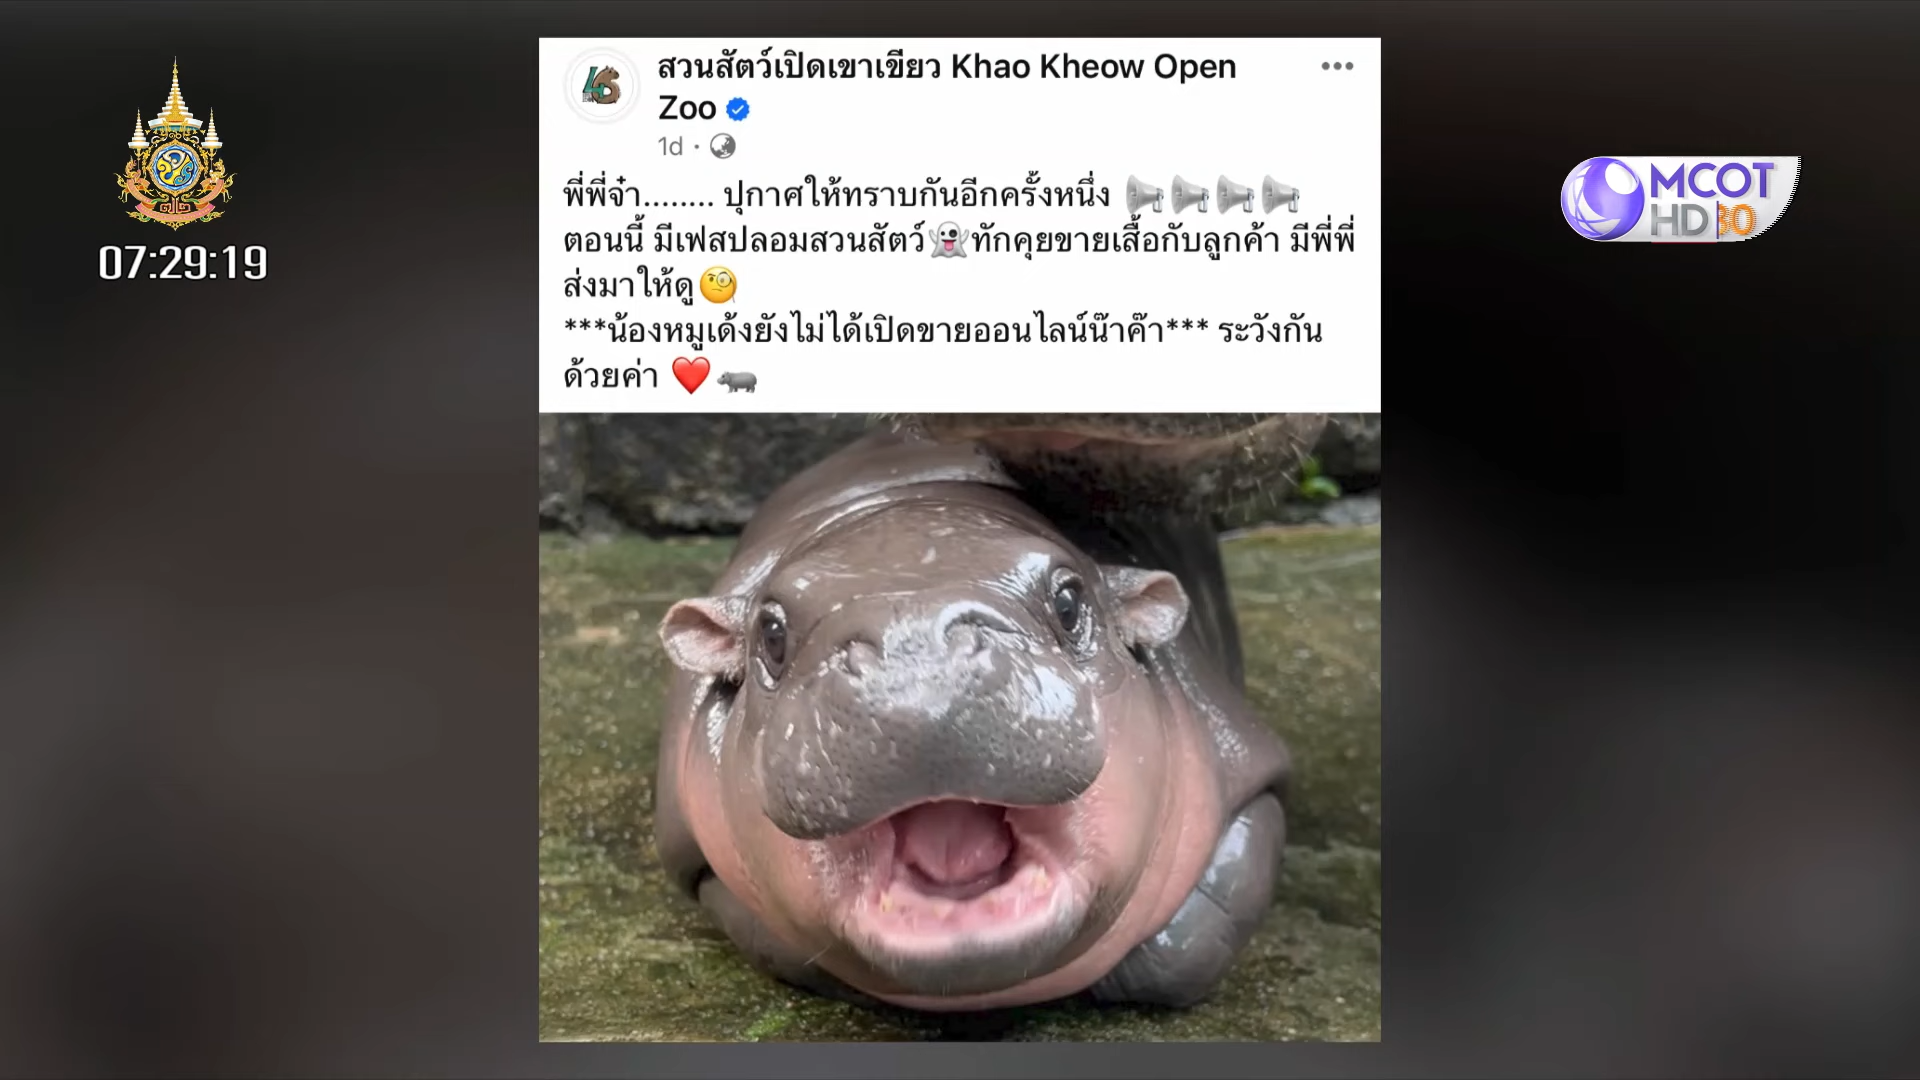 สวนสัตว์เปิดเขาเขียว Khao Kheow Open
Zoo
1d
พี่พี่จ๋า........ ปุกาศให้ทราบกันอีกครั้งหนึ่ง
ตอนนี้ มีเฟสปลอมสวนสัตว์👻ทักคุยขายเสื้อกับลูกค้า มีพี่พี่
ส่งมาให้ดู🧐
***น้องหมูเด้งยังไม่ได้เปิดขายออนไลน์น๊าค๊า*** ระวังกัน
ด้วยค่า ❤️🦛
07:29:19
MCOT
HD 30